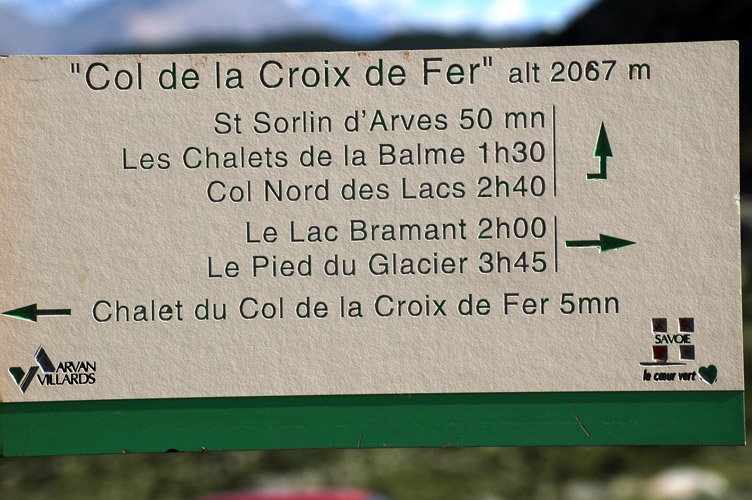 "Col de la Croix de Fer" alt 2067 m
St Sorlin d'Arves 50 mn
Les Chalets de la Balme 1h30
Col Nord des Lacs 2h40
Le Lac Bramant 2h00
Le Pied du Glacier 3h45
Chalet du Col de la Croix de Fer 5mn
ARVAN
VILLARDS
SAVOIE
le cœur vert